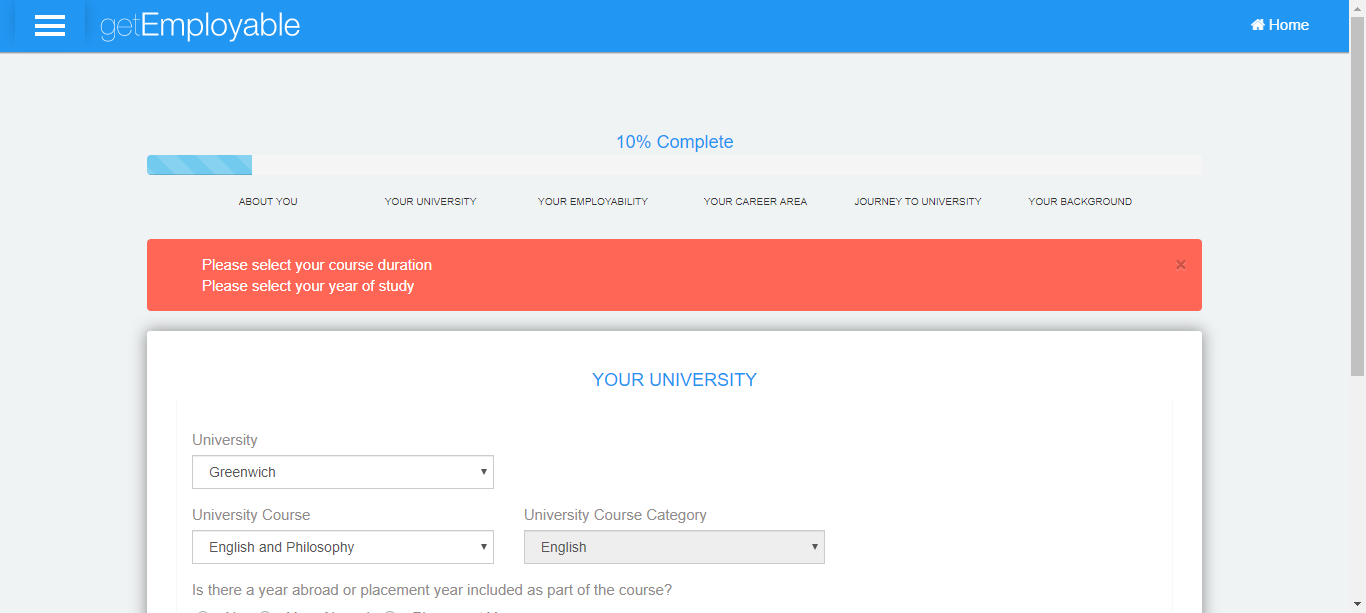 getEmployable
Home
10% Complete
ABOUT YOU YOUR UNIVERSITY YOUR EMPLOYABILITY YOUR CAREER AREA JOURNEY TO UNIVERSITY YOUR BACKGROUND
Please select your course duration
Please select your year of study
YOUR UNIVERSITY
University
Greenwich
University Course University Course Category
English and Philosophy English
Is there a year abroad or placement year included as part of the course?